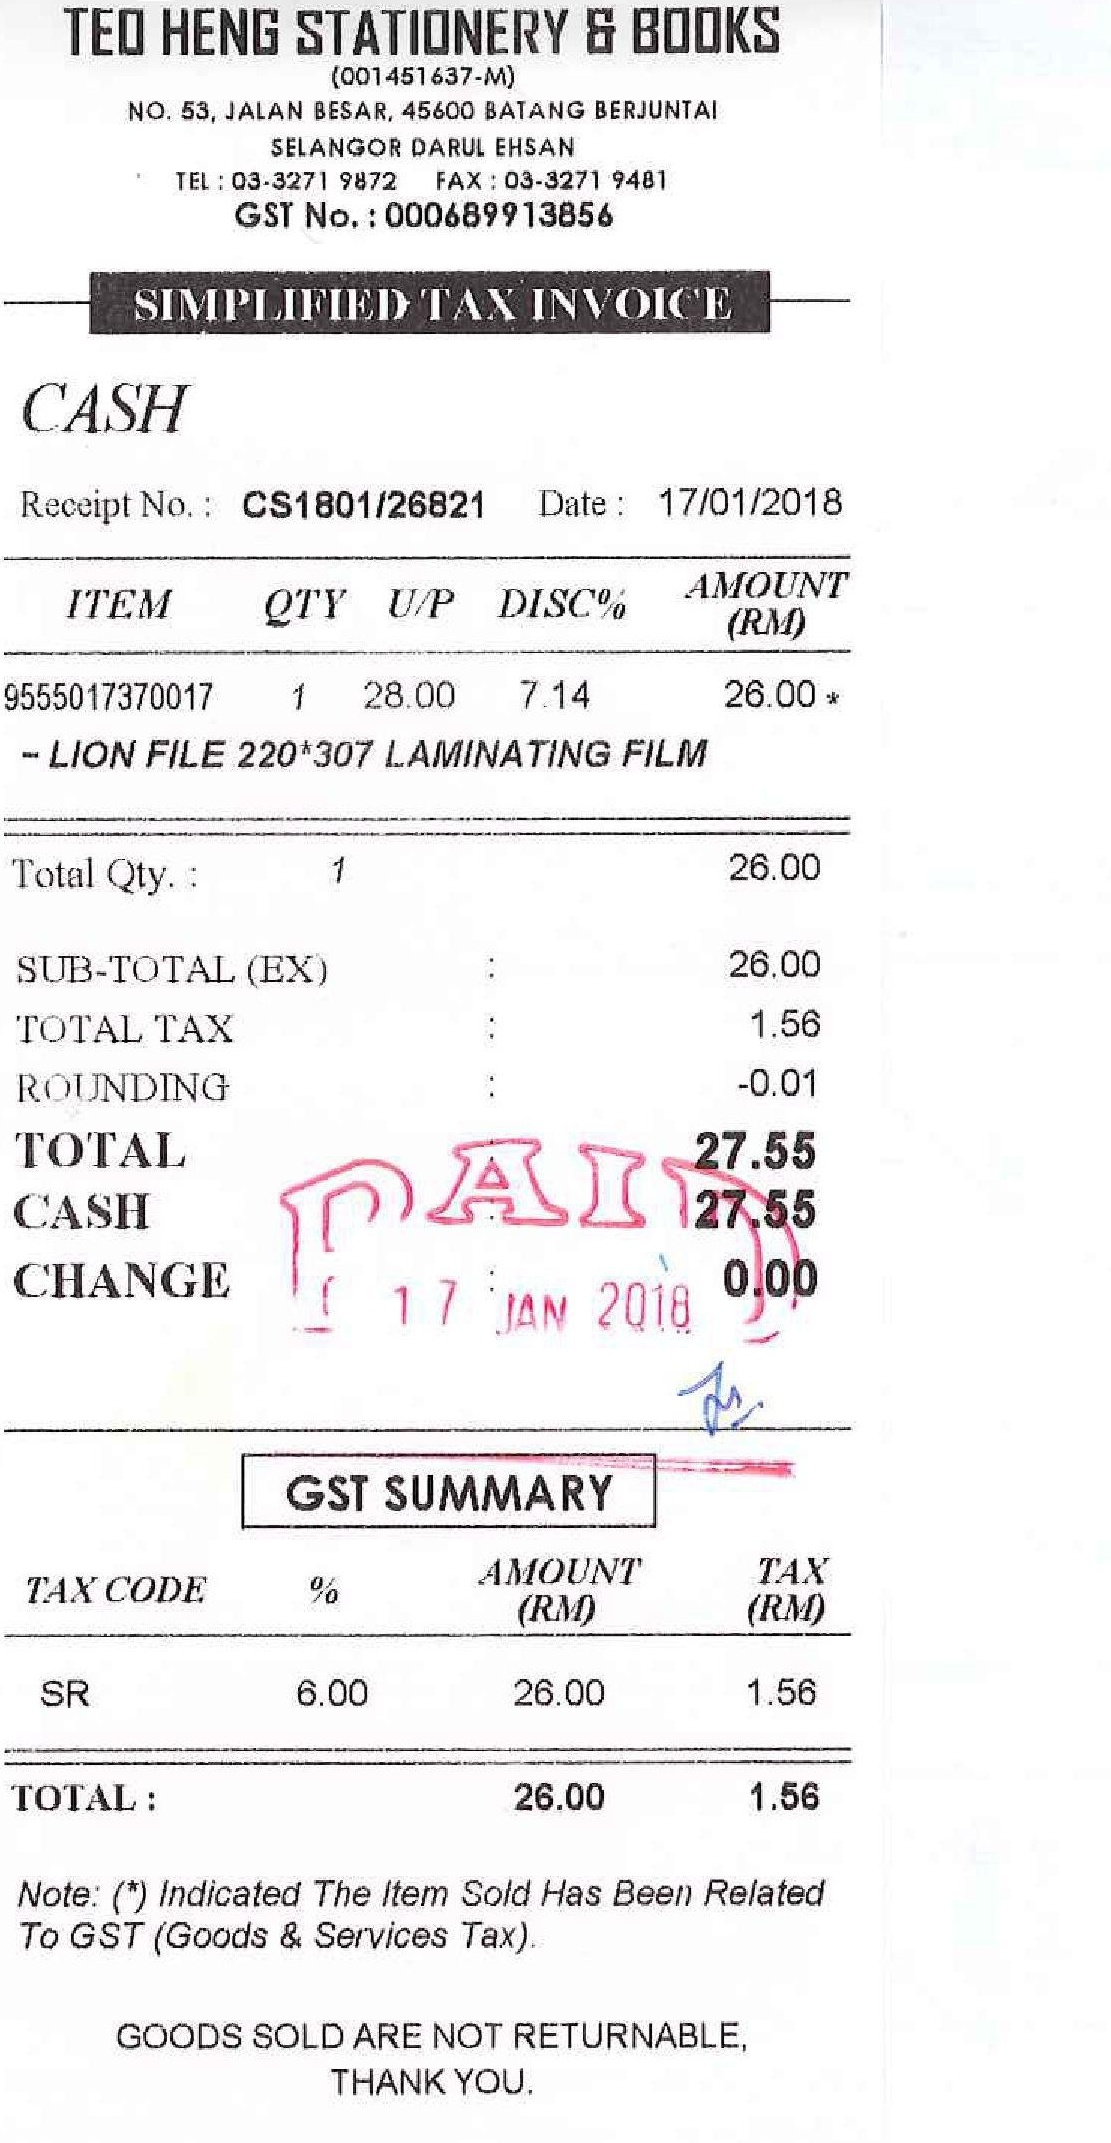 TEO HENG STATIONERY & BOOKS
(001451637-M)
NO. 53, JALAN BESAR, 45600 BATANG BERJUNTAI
SELANGOR DARUL EHSAN
TEL : 03-3271 9872 FAX : 03-3271 9481
GST No. : 000689913856
SIMPLIFIED TAX INVOICE
CASH
Receipt No. : CS1801/26821 Date : 17/01/2018
ITEM QTY U/P DISC% AMOUNT (RM)
9555017370017 1 28.00 7.14 26.00 *
- LION FILE 220*307 LAMINATING FILM
Total Qty. : 1 26.00
SUB-TOTAL (EX) : 26.00
TOTAL TAX : 1.56
ROUNDING : -0.01
TOTAL : 27.55
CASH : 27.55
CHANGE : 0.00
PAID
17 JAN 2018
GST SUMMARY
TAX CODE % AMOUNT (RM) TAX (RM)
SR 6.00 26.00 1.56
TOTAL : 26.00 1.56
Note: (*) Indicated The Item Sold Has Been Related
To GST (Goods & Services Tax).
GOODS SOLD ARE NOT RETURNABLE,
THANK YOU.